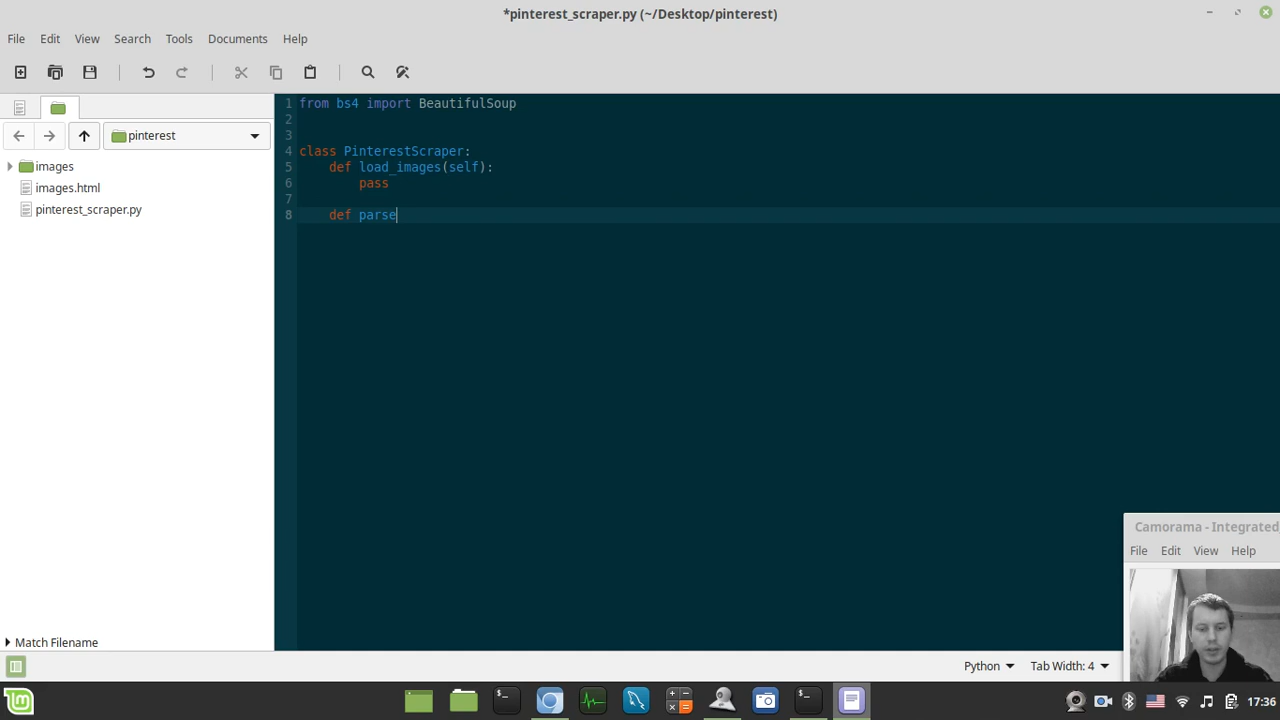 *pinterest_scraper.py (~/Desktop/pinterest)
File Edit View Search Tools Documents Help
pinterest
images
images.html
pinterest_scraper.py
Match Filename
1 from bs4 import BeautifulSoup
2
3
4 class PinterestScraper:
5 def load_images(self):
6 pass
7
8 def parse
Camorama - Integrated
File Edit View Help
Python Tab Width: 4
lm
17:36